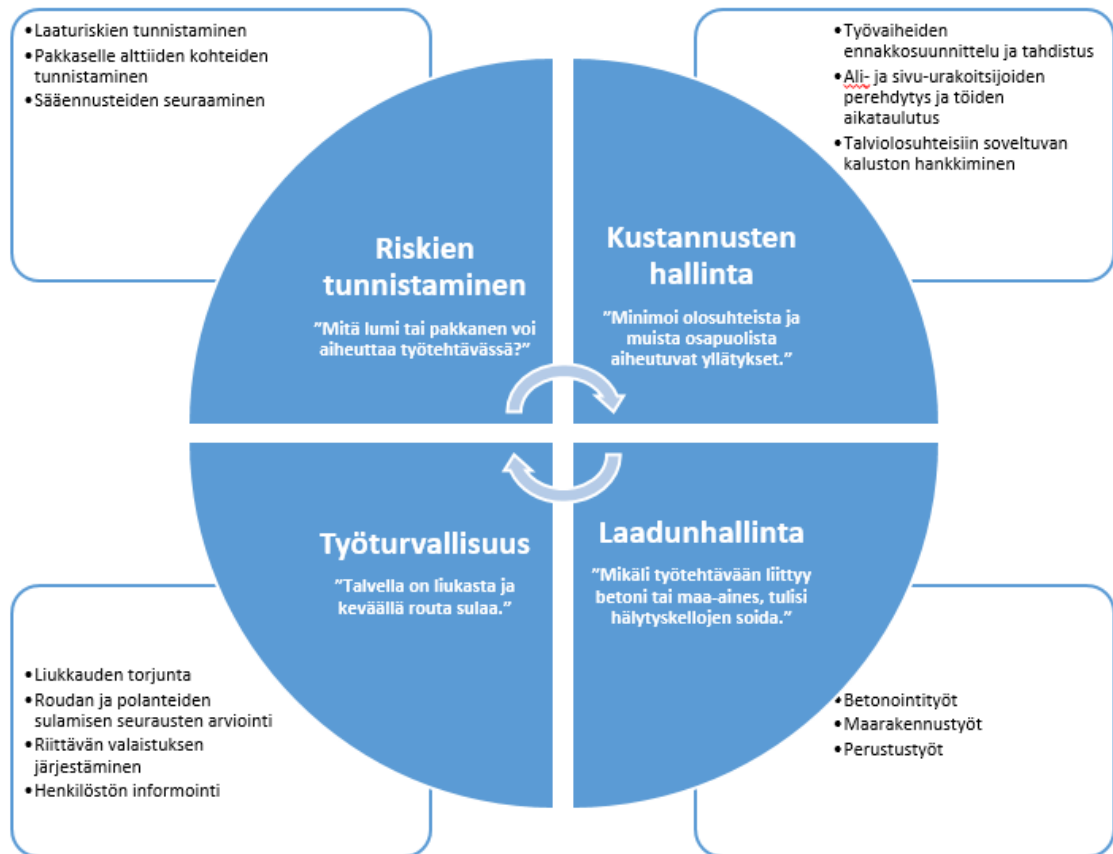 •Laaturiskien tunnistaminen
•Pakkaselle alttiiden kohteiden
tunnistaminen
•Sääennusteiden seuraaminen
•Työvaiheiden
ennakkosuunnittelu ja tahdistus
•Ali- ja sivu-urakoitsijoiden
perehdytys ja töiden
aikataulutus
•Talviolosuhteisiin soveltuvan
kaluston hankkiminen
Riskien
tunnistaminen
”Mitä lumi tai pakkanen voi
aiheuttaa työtehtävässä?”
Kustannusten
hallinta
”Minimoi olosuhteista ja
muista osapuolista
aiheutuvat yllätykset.”
Työturvallisuus
”Talvella on liukasta ja
keväällä routa sulaa.”
Laadunhallinta
”Mikäli työtehtävään liittyy
betoni tai maa-aines, tulisi
hälytyskellojen soida.”
•Liukkauden torjunta
•Roudan ja polanteiden
sulamisen seurausten arviointi
•Riittävän valaistuksen
järjestäminen
•Henkilöstön informointi
•Betonointityöt
•Maarakennustyöt
•Perustustyöt